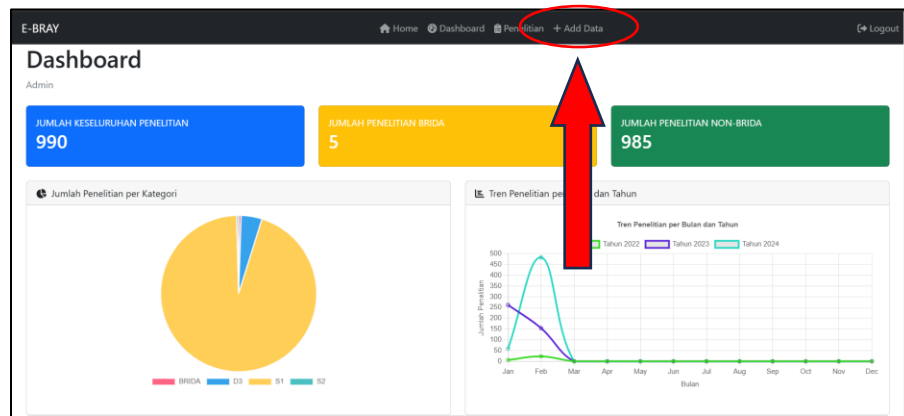 E-BRAY Home Dashboard Penelitian + Add Data Logout
Dashboard
Admin
JUMLAH KESELURUHAN PENELITIAN
990
JUMLAH PENELITIAN BRIDA
5
JUMLAH PENELITIAN NON-BRIDA
985
Jumlah Penelitian per Kategori
BRIDA D3 S1 S2
Tren Penelitian per dan Tahun
Tren Penelitian per Bulan dan Tahun
Tahun 2022 Tahun 2023 Tahun 2024
Jumlah Penelitian
500
450
400
350
300
250
200
150
100
50
0
Jan Feb Mar Apr May Jun Jul Aug Sep Oct Nov Dec
Bulan